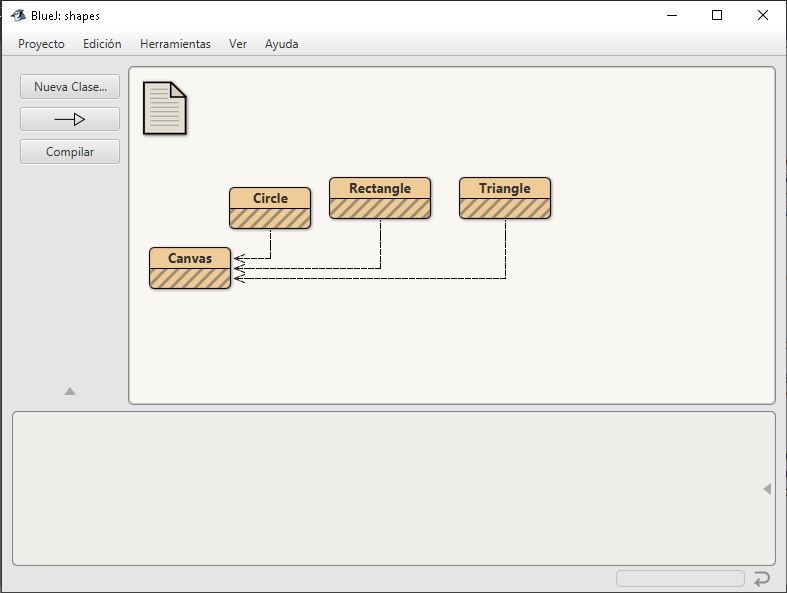 BlueJ: shapes
Proyecto Edición Herramientas Ver Ayuda
Nueva Clase...
Compilar
Circle
Rectangle
Triangle
Canvas